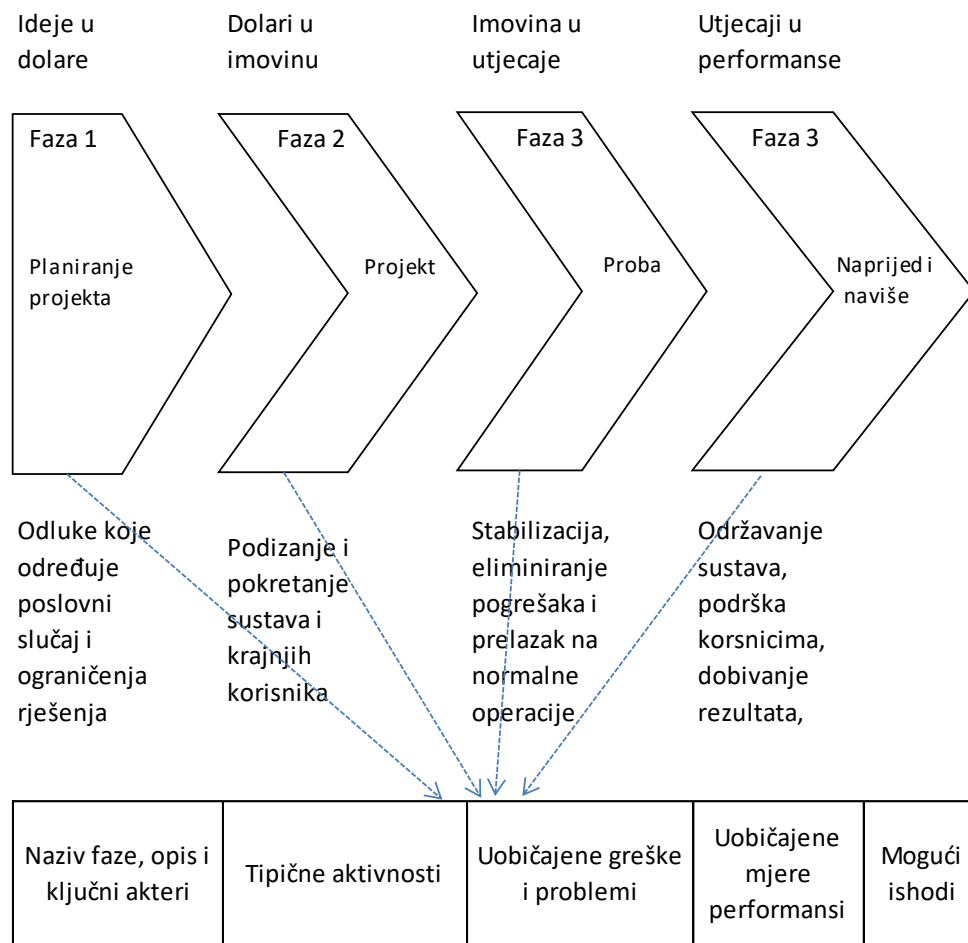 Ideje u
dolare
Dolari u
imovinu
Imovina u
utjecaje
Utjecaji u
performanse
Faza 1
Faza 2
Faza 3
Faza 3
Planiranje
projekta
Projekt
Proba
Naprijed i
naviše
Odluke koje
određuje
poslovni
slučaj i
ograničenja
rješenja
Podizanje i
pokretanje
sustava i
krajnjih
korisnika
Stabilizacija,
eliminiranje
pogrešaka i
prelazak na
normalne
operacije
Održavanje
sustava,
podrška
korsnicima,
dobivanje
rezultata,
Naziv faze, opis i
ključni akteri
Tipične aktivnosti
Uobičajene greške
i problemi
Uobičajene
mjere
performansi
Mogući
ishodi